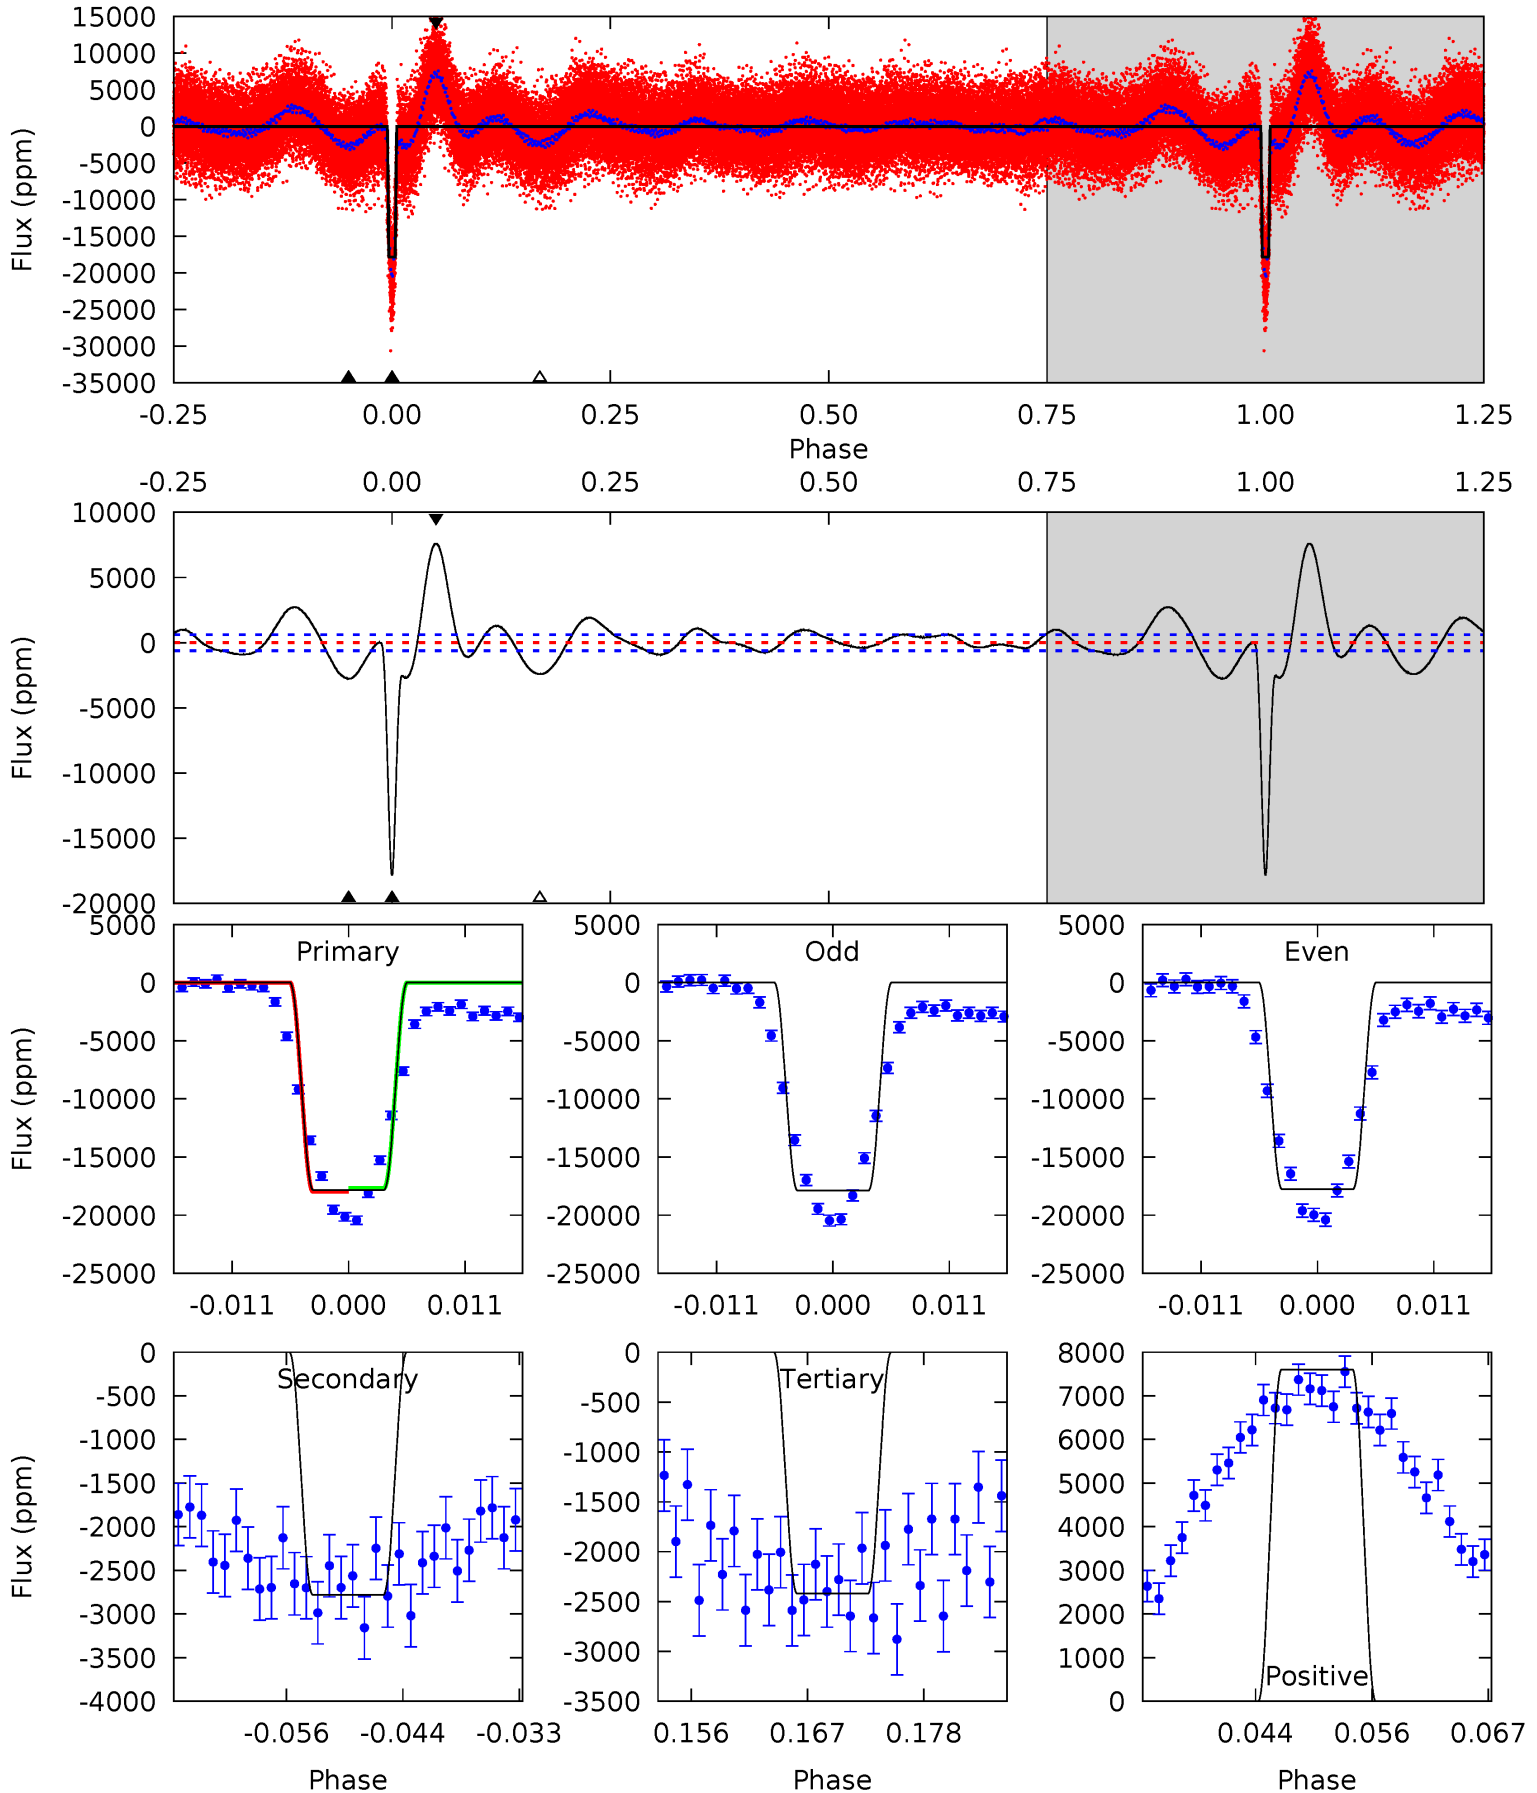 15000
10000
5000
0
-5000
-10000
-15000
-20000
-25000
-30000
-35000
Flux (ppm)
-0.25 0.00 0.25 0.50 0.75 1.00 1.25
Phase
-0.25 0.00 0.25 0.50 0.75 1.00 1.25
10000
5000
0
-5000
-10000
-15000
-20000
Flux (ppm)
Primary
5000
0
-5000
-10000
-15000
-20000
-25000
Flux (ppm)
-0.011 0.000 0.011
Odd
5000
0
-5000
-10000
-15000
-20000
-25000
-0.011 0.000 0.011
Even
5000
0
-5000
-10000
-15000
-20000
-25000
-0.011 0.000 0.011
Secondary
0
-500
-1000
-1500
-2000
-2500
-3000
-3500
-4000
Flux (ppm)
-0.056 -0.044 -0.033
Phase
Tertiary
0
-500
-1000
-1500
-2000
-2500
-3000
-3500
0.156 0.167 0.178
Phase
8000
7000
6000
5000
4000
3000
2000
1000
0
Positive
0.044 0.056 0.067
Phase